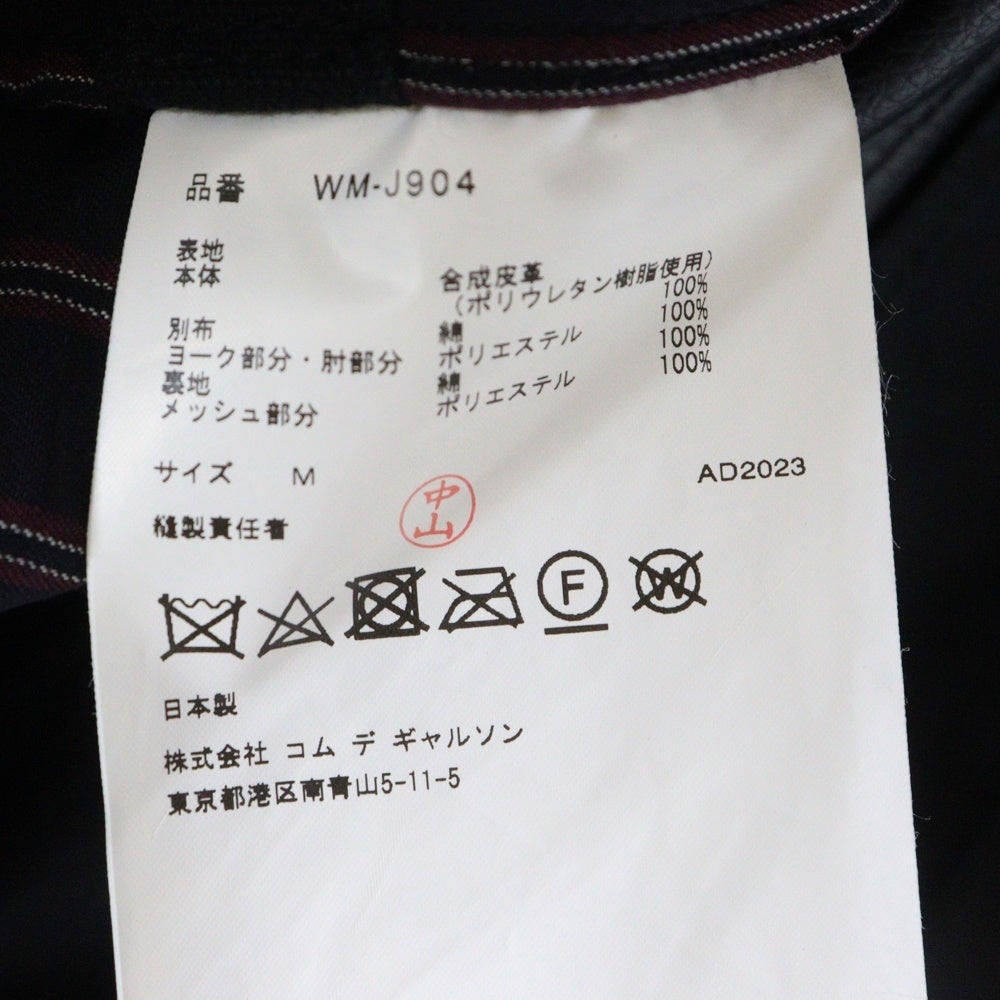 品番 WM-J904
表地
本体 合成皮革
(ポリウレタン樹脂使用)
100%
別布 綿 100%
ヨーク部分・肘部分 ポリエステル 100%
裏地 綿 100%
メッシュ部分 ポリエステル
サイズ M AD2023
縫製責任者 中山
F
W
日本製
株式会社 コム デ ギャルソン
東京都港区南青山5-11-5